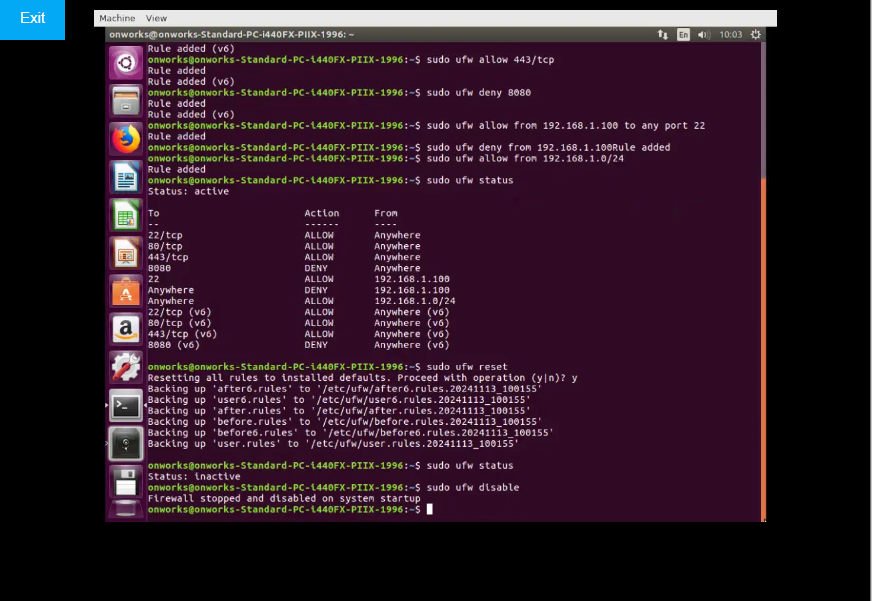 Exit
Machine View
onworks@onworks-Standard-PC-i440FX-PIIX-1996: ~
En
10:03
Rule added (v6)
onworks@onworks-Standard-PC-i440FX-PIIX-1996:~$ sudo ufw allow 443/tcp
Rule added
Rule added (v6)
onworks@onworks-Standard-PC-i440FX-PIIX-1996:~$ sudo ufw deny 8080
Rule added
Rule added (v6)
onworks@onworks-Standard-PC-i440FX-PIIX-1996:~$ sudo ufw allow from 192.168.1.100 to any port 22
Rule added
onworks@onworks-Standard-PC-i440FX-PIIX-1996:~$ sudo ufw deny from 192.168.1.100Rule added
onworks@onworks-Standard-PC-i440FX-PIIX-1996:~$ sudo ufw allow from 192.168.1.0/24
Rule added
onworks@onworks-Standard-PC-i440FX-PIIX-1996:~$ sudo ufw status
Status: active
To Action From
-- ------ ----
22/tcp ALLOW Anywhere
80/tcp ALLOW Anywhere
443/tcp ALLOW Anywhere
8080 DENY Anywhere
22 ALLOW 192.168.1.100
Anywhere DENY 192.168.1.100
Anywhere ALLOW 192.168.1.0/24
22/tcp (v6) ALLOW Anywhere (v6)
80/tcp (v6) ALLOW Anywhere (v6)
443/tcp (v6) ALLOW Anywhere (v6)
8080 (v6) DENY Anywhere (v6)
onworks@onworks-Standard-PC-i440FX-PIIX-1996:~$ sudo ufw reset
Resetting all rules to installed defaults. Proceed with operation (y|n)? y
Backing up 'after6.rules' to '/etc/ufw/after6.rules.20241113_100155'
Backing up 'user6.rules' to '/etc/ufw/user6.rules.20241113_100155'
Backing up 'after.rules' to '/etc/ufw/after.rules.20241113_100155'
Backing up 'before.rules' to '/etc/ufw/before.rules.20241113_100155'
Backing up 'before6.rules' to '/etc/ufw/before6.rules.20241113_100155'
Backing up 'user.rules' to '/etc/ufw/user.rules.20241113_100155'
onworks@onworks-Standard-PC-i440FX-PIIX-1996:~$ sudo ufw status
Status: inactive
onworks@onworks-Standard-PC-i440FX-PIIX-1996:~$ sudo ufw disable
Firewall stopped and disabled on system startup
onworks@onworks-Standard-PC-i440FX-PIIX-1996:~$